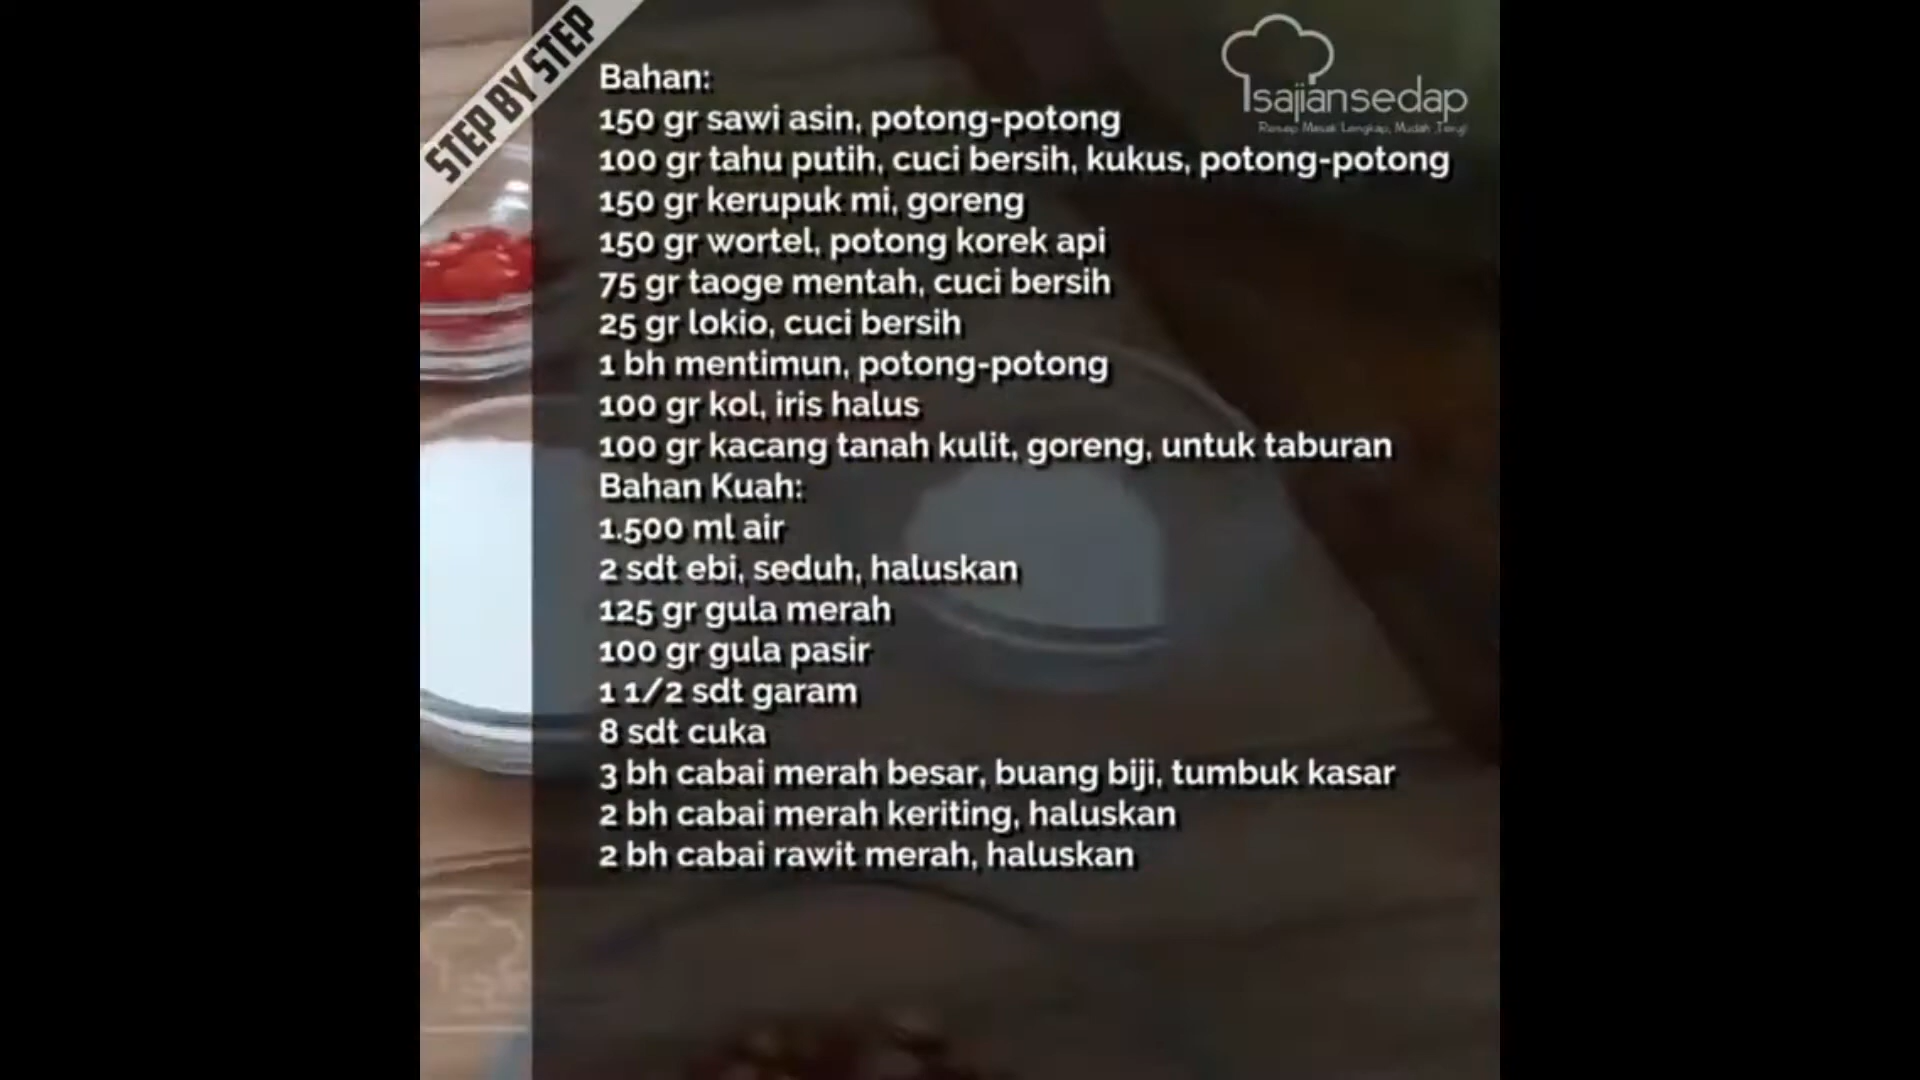 STEP BY STEP
sajiansedap
Resep Masak Lengkap, Mudah, Teruji
Bahan:
150 gr sawi asin, potong-potong
100 gr tahu putih, cuci bersih, kukus, potong-potong
150 gr kerupuk mi, goreng
150 gr wortel, potong korek api
75 gr taoge mentah, cuci bersih
25 gr lokio, cuci bersih
1 bh mentimun, potong-potong
100 gr kol, iris halus
100 gr kacang tanah kulit, goreng, untuk taburan
Bahan Kuah:
1.500 ml air
2 sdt ebi, seduh, haluskan
125 gr gula merah
100 gr gula pasir
1 1/2 sdt garam
8 sdt cuka
3 bh cabai merah besar, buang biji, tumbuk kasar
2 bh cabai merah keriting, haluskan
2 bh cabai rawit merah, haluskan